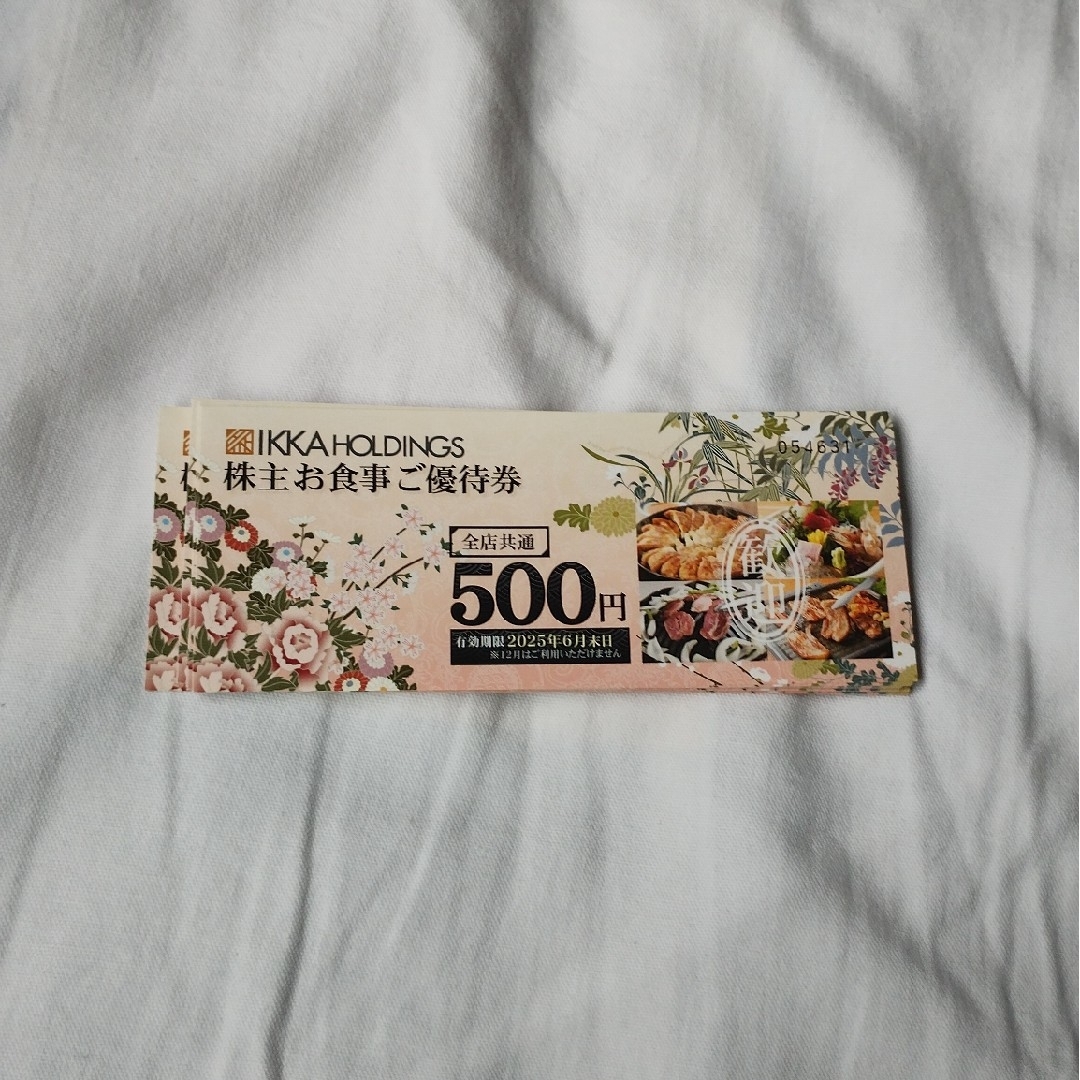 IKKA HOLDINGS
株主お食事ご優待券
054631
全店共通
500円
有効期限 2025年6月末日
※12月はご利用いただけません
歓迎